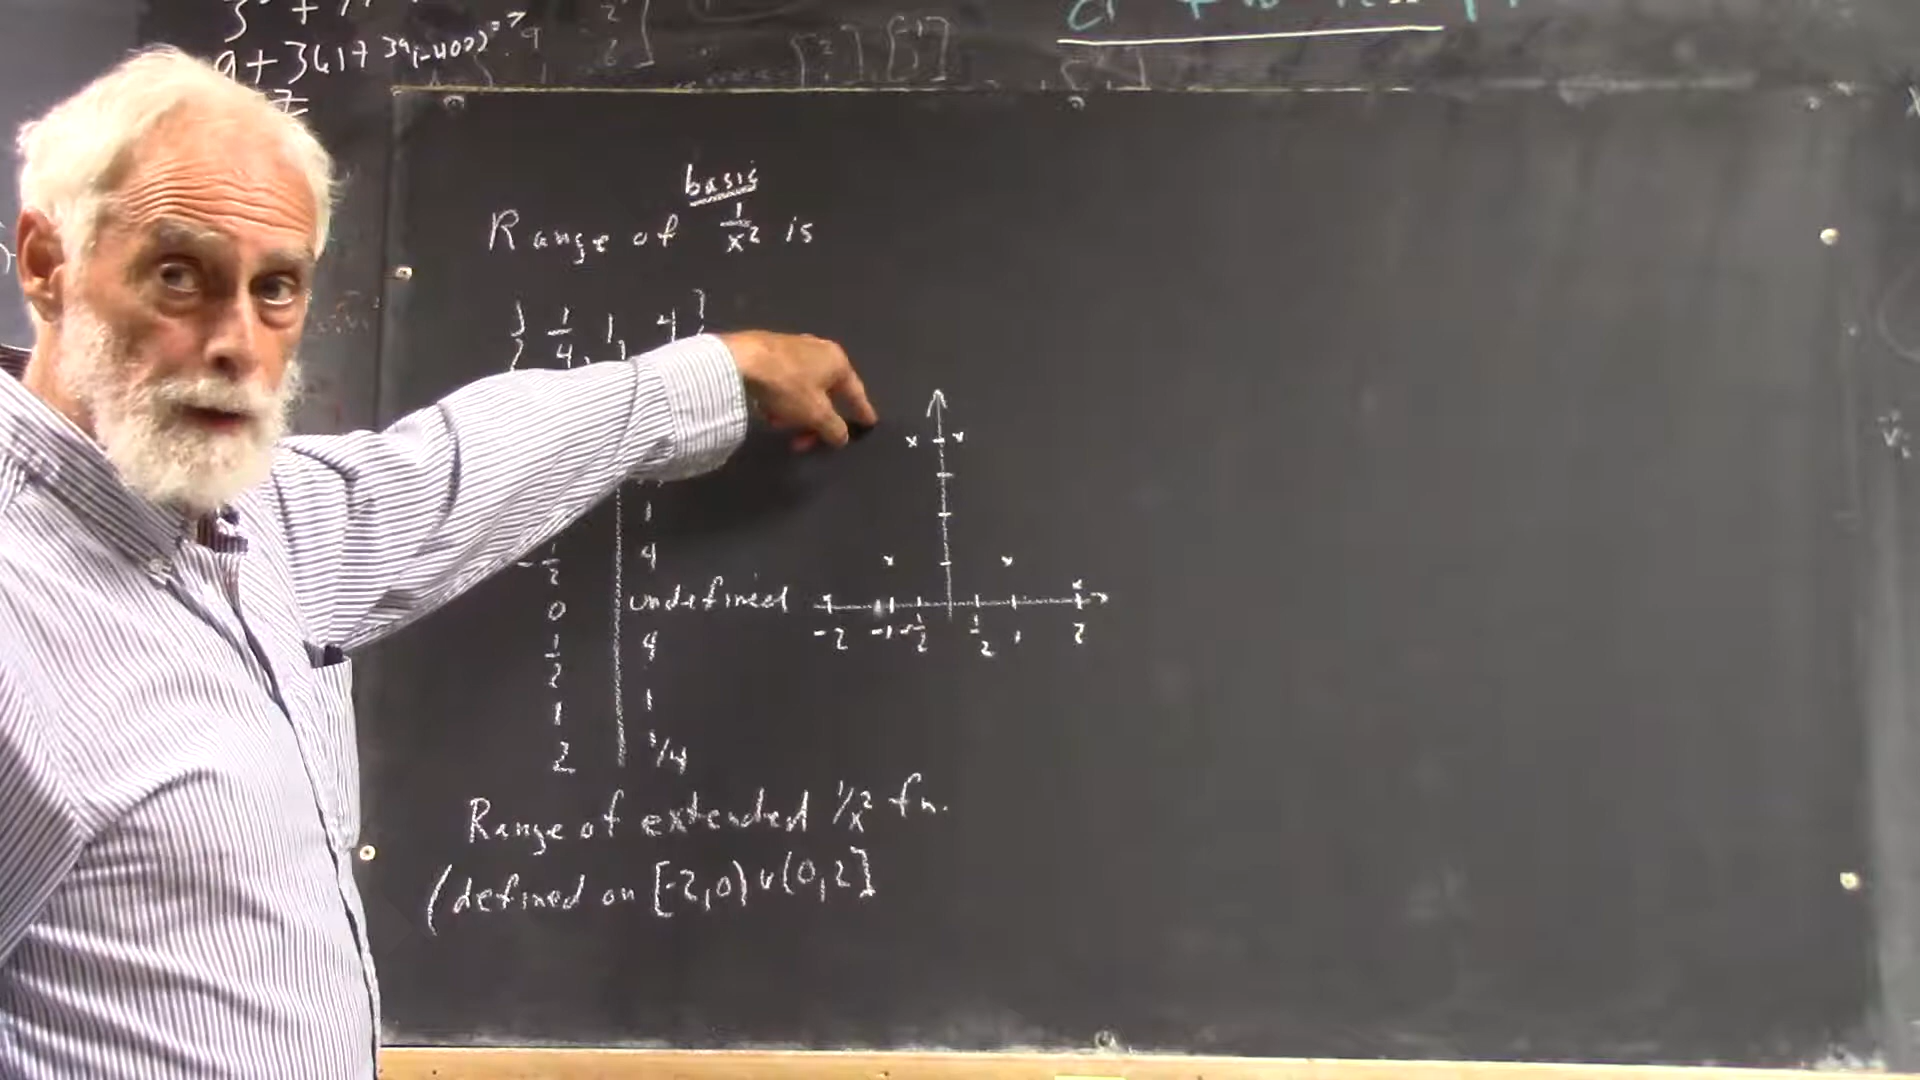 basis
Range of 1/x² is
{ 1/4, 1, 4 }
1
-1/2 4
0 undefined
1/2 4
1 1
2 1/4
-2 -1 -1/2 1/2 1 2
Range of extended 1/x² fn.
(defined on [-2,0) ∪ (0,2]